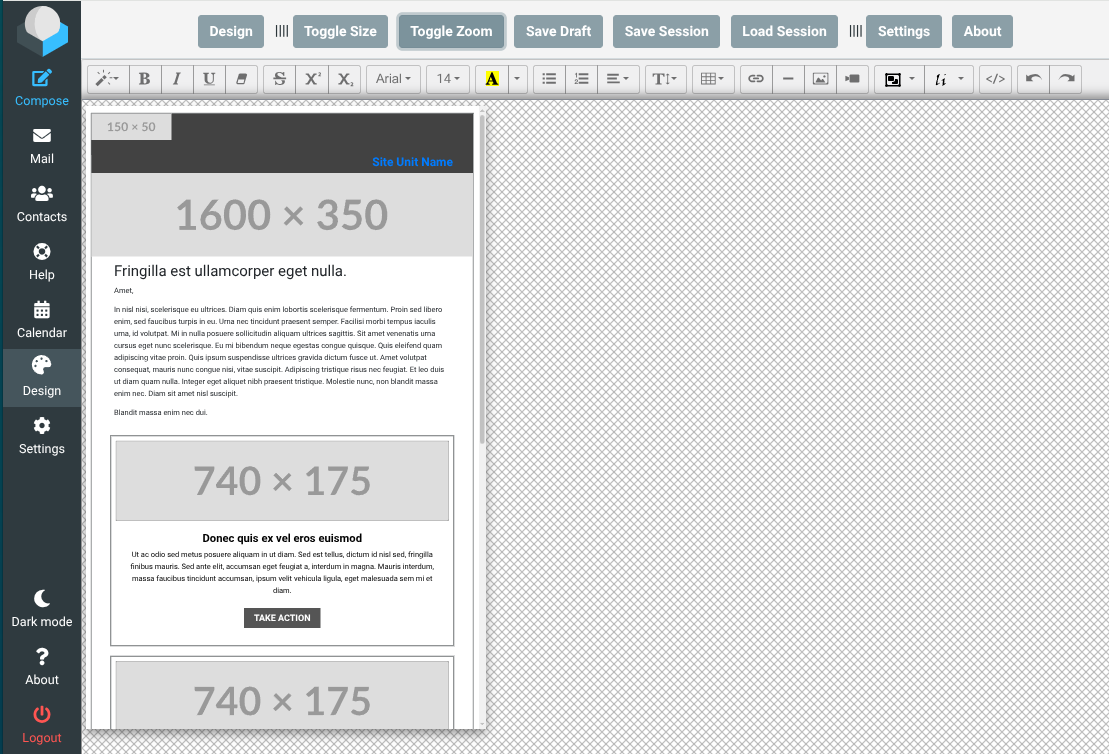 Design
Toggle Size
Toggle Zoom
Save Draft
Save Session
Load Session
Settings
About
Compose
Mail
Contacts
Help
Calendar
Design
Settings
Dark mode
About
Logout
B I U S X² X₂ Arial 14 A T </>
150 × 50
Site Unit Name
1600 × 350
Fringilla est ullamcorper eget nulla.
Amet,
In nisl nisi, scelerisque eu ultrices. Diam quis enim lobortis scelerisque fermentum. Proin sed libero
enim, sed faucibus turpis in eu. Urna nec tincidunt praesent semper. Facilisi morbi tempus iaculis
urna, id volutpat. Mi in nulla posuere sollicitudin aliquam ultrices sagittis. Sit amet venenatis urna
cursus eget nunc scelerisque. Eu mi bibendum neque egestas congue quisque. Quis eleifend quam
adipiscing vitae proin. Quis ipsum suspendisse ultrices gravida dictum fusce ut. Amet volutpat
consequat, mauris nunc congue nisi, vitae suscipit. Adipiscing tristique risus nec feugiat. Et leo duis
ut diam quam nulla. Integer eget aliquet nibh praesent tristique. Molestie nunc, non blandit massa
enim nec. Diam sit amet nisl suscipit.
Blandit massa enim nec dui.
740 × 175
Donec quis ex vel eros euismod
Ut ac odio sed metus posuere aliquam in ut diam. Sed est tellus, dictum id nisl sed, fringilla
finibus mauris. Sed ante elit, accumsan eget feugiat a, interdum in magna. Mauris interdum,
massa faucibus tincidunt accumsan, ipsum velit vehicula ligula, eget malesuada sem mi et
diam.
TAKE ACTION
740 × 175